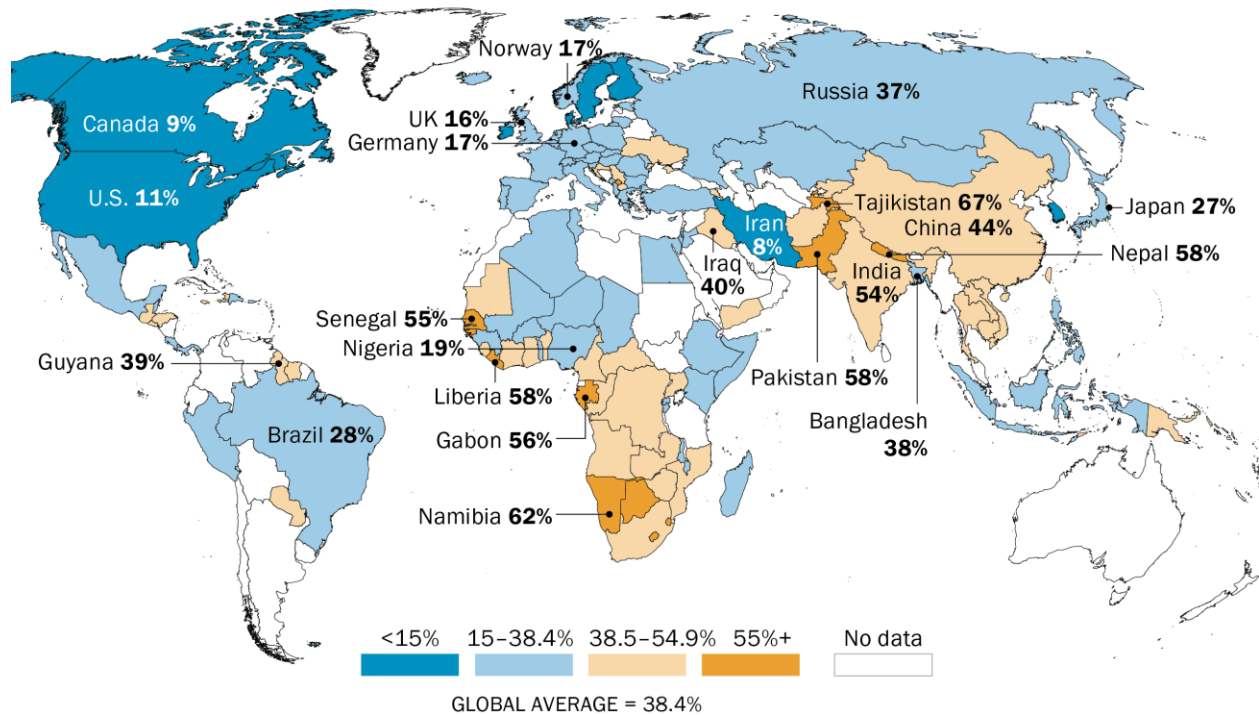 Norway 17%
Russia 37%
Canada 9%
UK 16%
Germany 17%
U.S. 11%
Tajikistan 67%
Japan 27%
China 44%
Iran
8%
Nepal 58%
Iraq
40%
India
54%
Senegal 55%
Nigeria 19%
Guyana 39%
Pakistan 58%
Liberia 58%
Bangladesh
38%
Brazil 28%
Gabon 56%
Namibia 62%
<15% 15–38.4% 38.5–54.9% 55%+ No data
GLOBAL AVERAGE = 38.4%